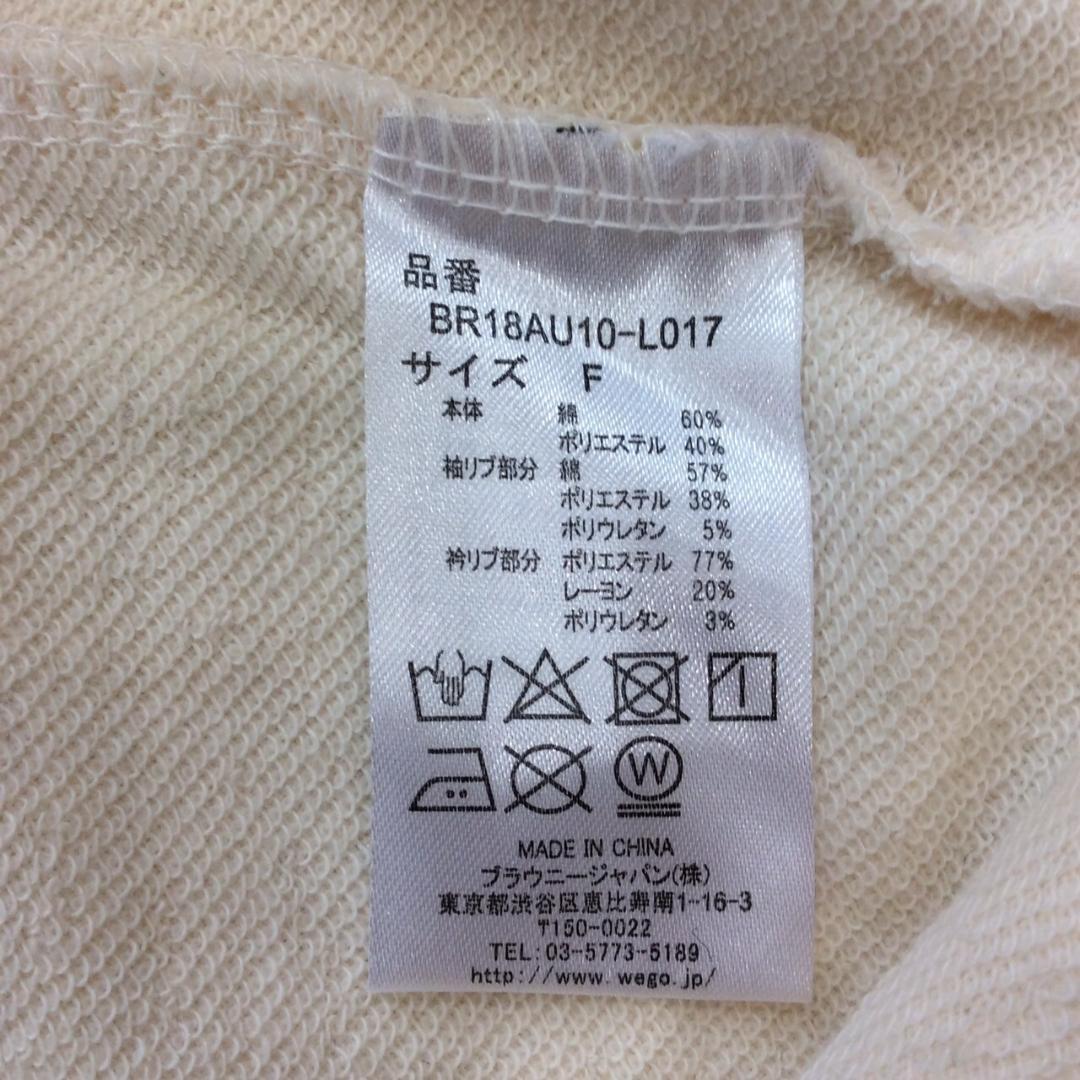 品番
BR18AU10-L017
サイズ F
本体 綿 60%
ポリエステル 40%
袖リブ部分 綿 57%
ポリエステル 38%
ポリウレタン 5%
衿リブ部分 ポリエステル 77%
レーヨン 20%
ポリウレタン 3%
W
MADE IN CHINA
ブラウニージャパン(株)
東京都渋谷区恵比寿南1-16-3
〒150-0022
TEL:03-5773-5189
http://www.wego.jp/